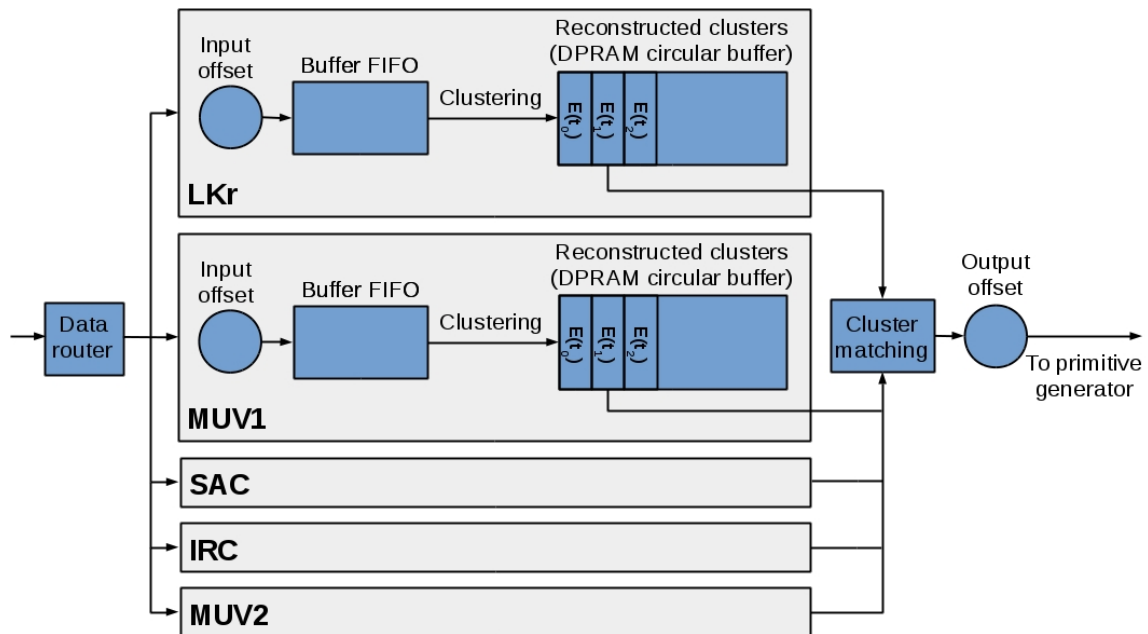 Input
offset
Buffer FIFO
Clustering
Reconstructed clusters
(DPRAM circular buffer)
E(t₀)
E(t₁)
E(t₂)
LKr
Input
offset
Buffer FIFO
Clustering
Reconstructed clusters
(DPRAM circular buffer)
E(t₀)
E(t₁)
E(t₂)
MUV1
Data
router
SAC
IRC
MUV2
Cluster
matching
Output
offset
To primitive
generator